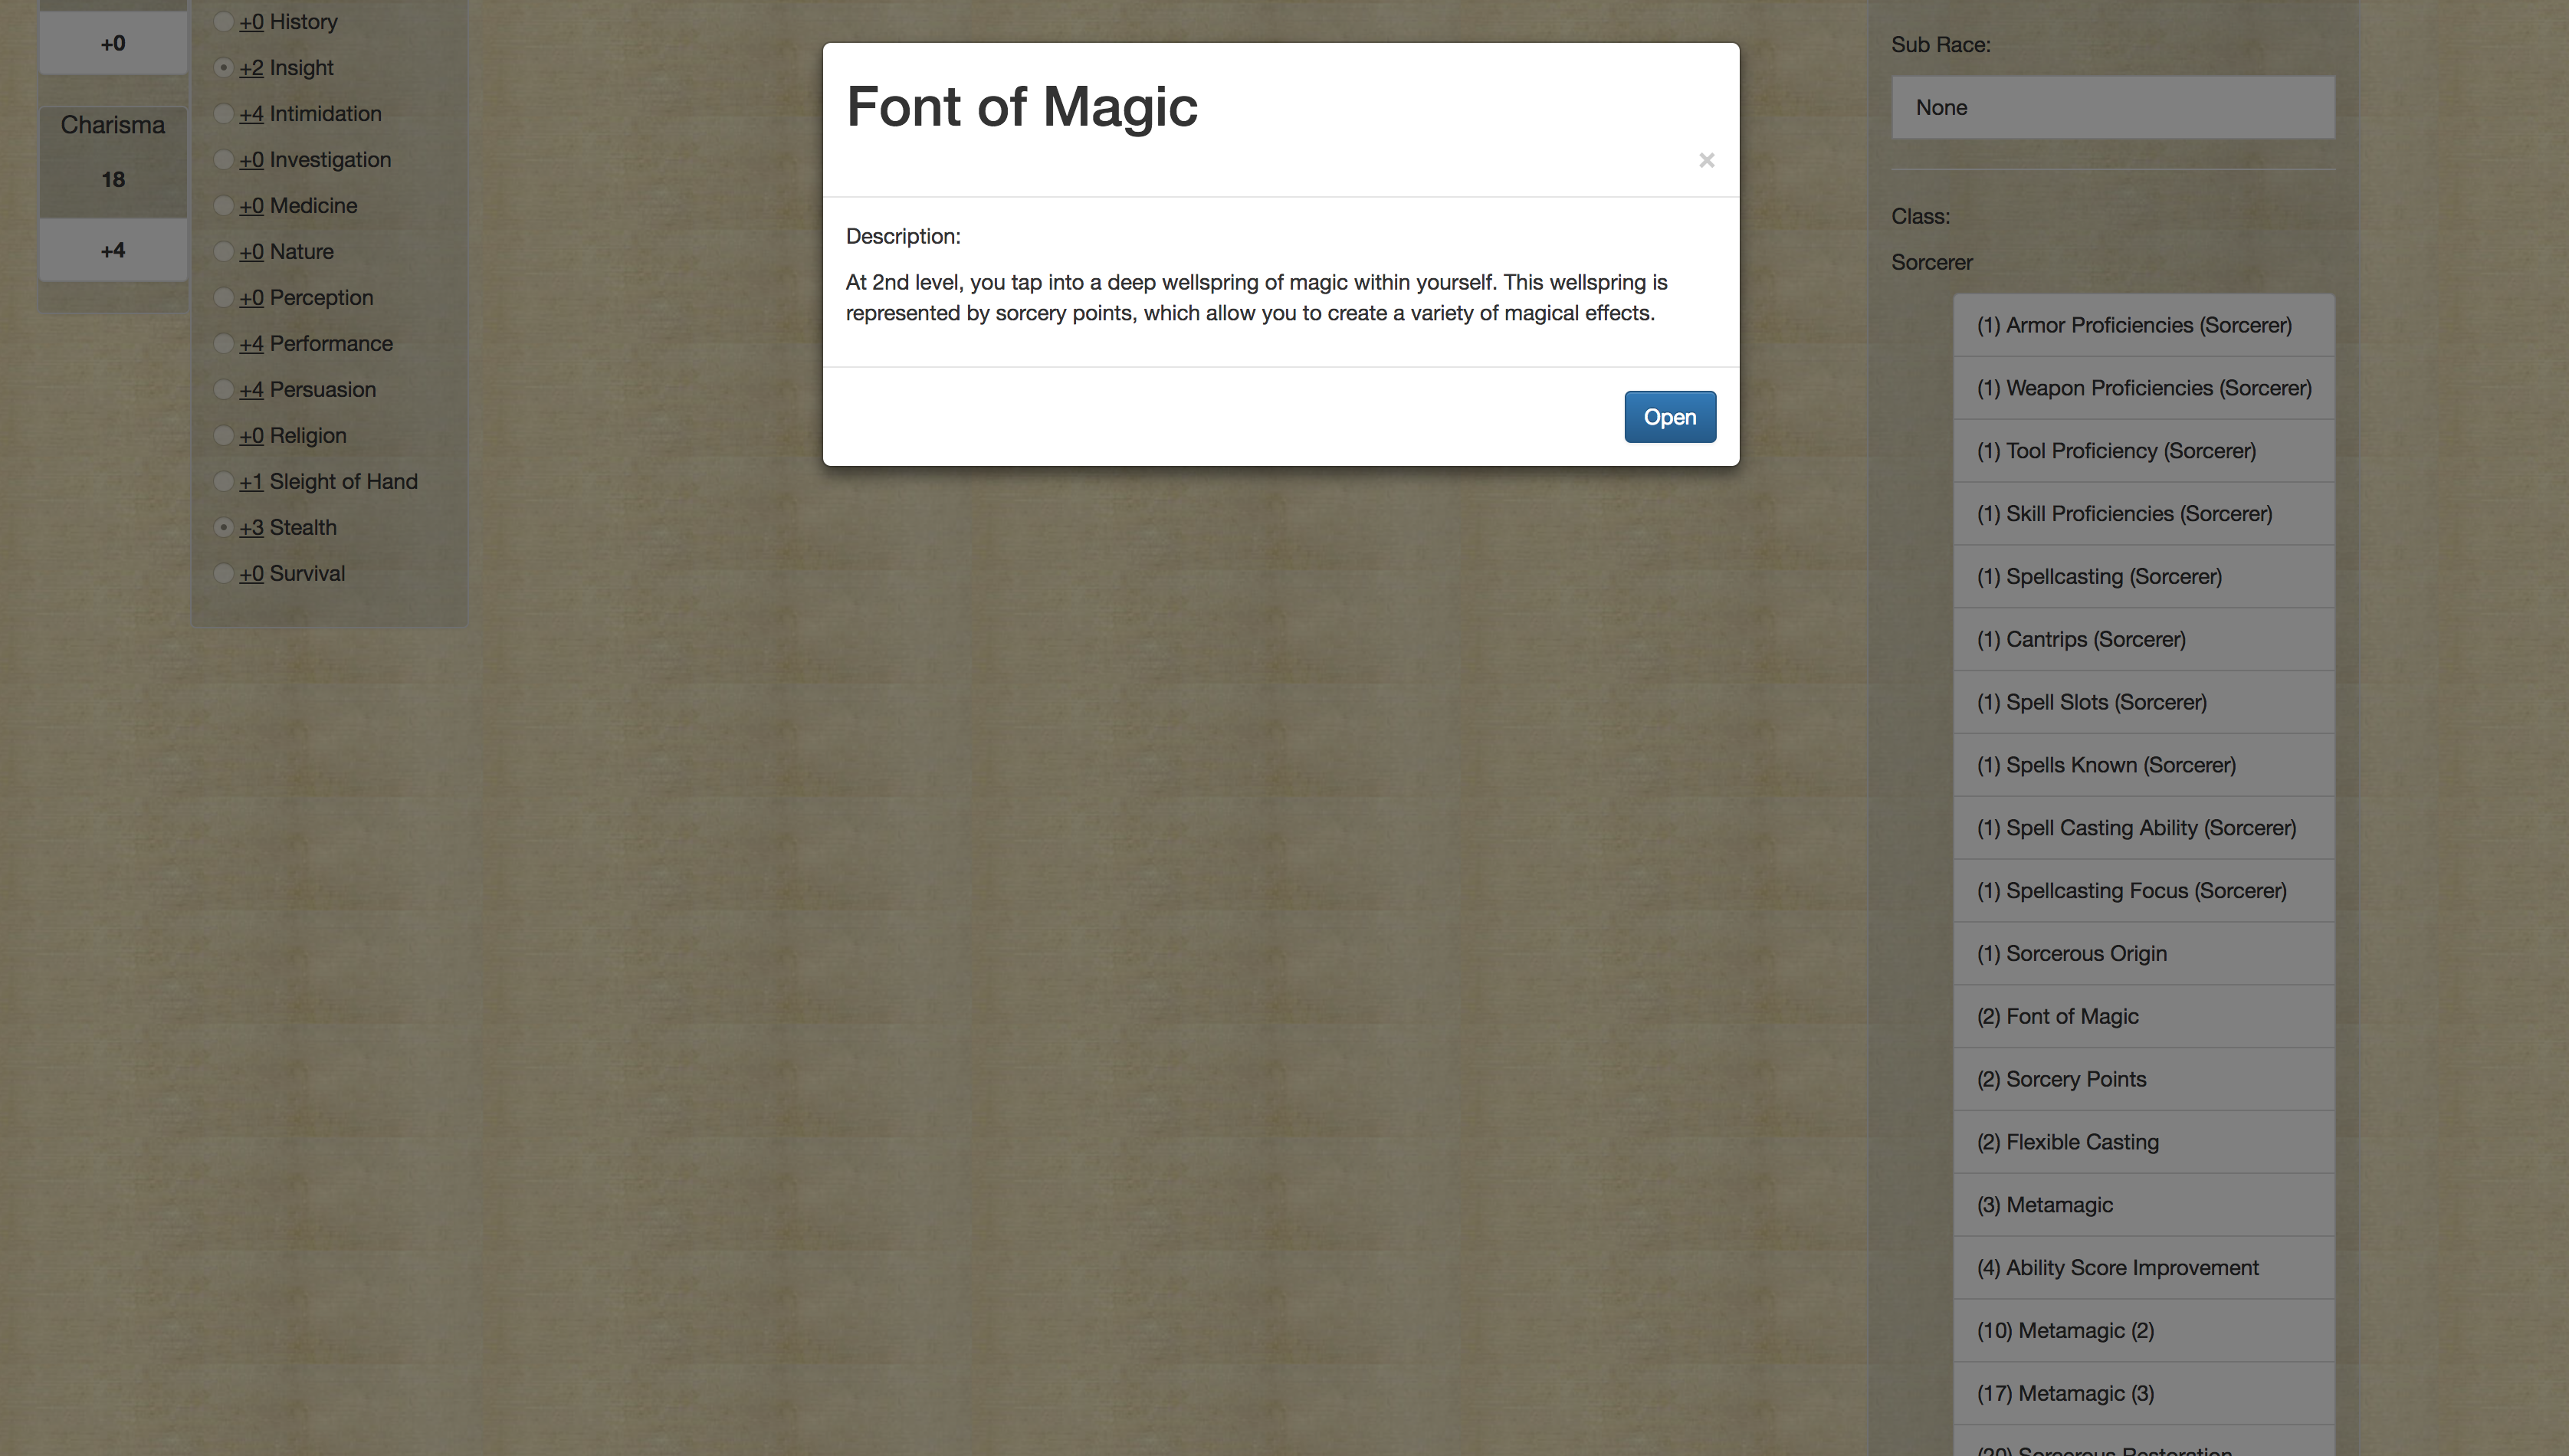 +0
Charisma
18
+4
+0 History
+2 Insight
+4 Intimidation
+0 Investigation
+0 Medicine
+0 Nature
+0 Perception
+4 Performance
+4 Persuasion
+0 Religion
+1 Sleight of Hand
+3 Stealth
+0 Survival
Font of Magic
×
Description:
At 2nd level, you tap into a deep wellspring of magic within yourself. This wellspring is
represented by sorcery points, which allow you to create a variety of magical effects.
Open
Sub Race:
None
Class:
Sorcerer
(1) Armor Proficiencies (Sorcerer)
(1) Weapon Proficiencies (Sorcerer)
(1) Tool Proficiency (Sorcerer)
(1) Skill Proficiencies (Sorcerer)
(1) Spellcasting (Sorcerer)
(1) Cantrips (Sorcerer)
(1) Spell Slots (Sorcerer)
(1) Spells Known (Sorcerer)
(1) Spell Casting Ability (Sorcerer)
(1) Spellcasting Focus (Sorcerer)
(1) Sorcerous Origin
(2) Font of Magic
(2) Sorcery Points
(2) Flexible Casting
(3) Metamagic
(4) Ability Score Improvement
(10) Metamagic (2)
(17) Metamagic (3)
(20) Sorcerous Restoration